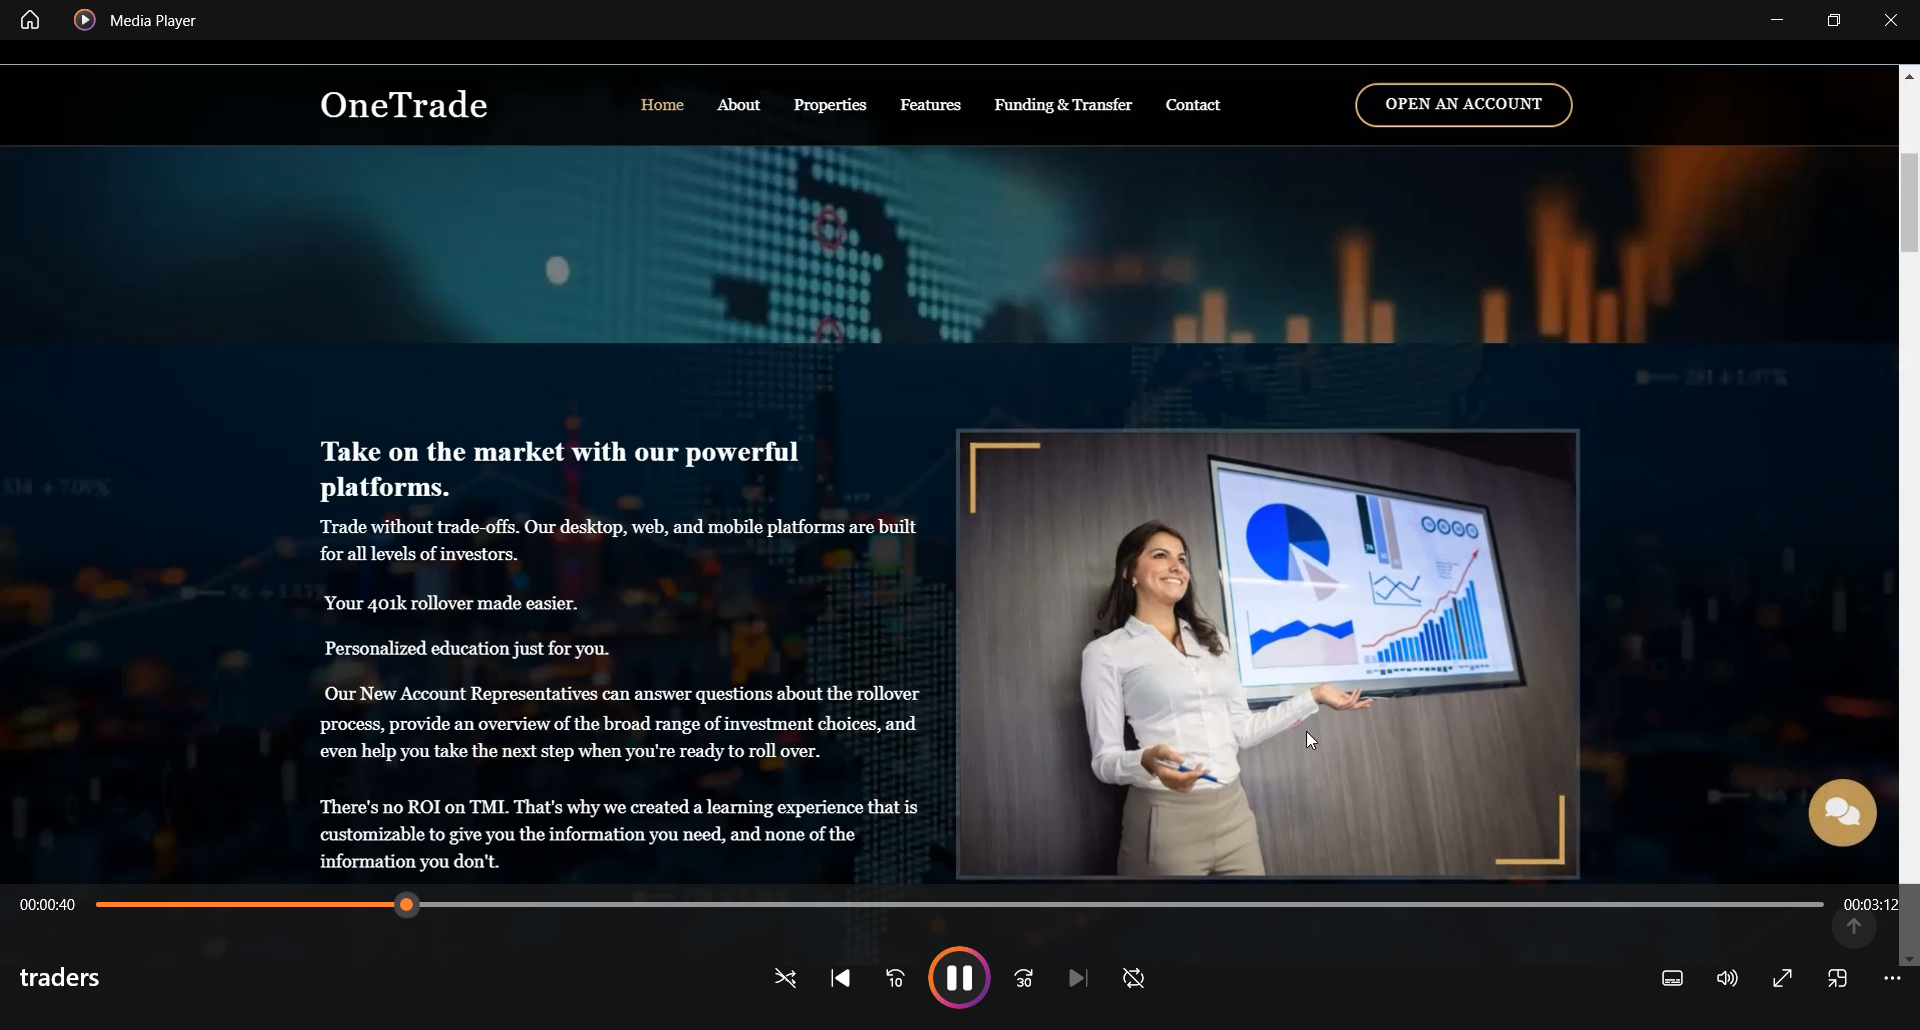 Media Player
OneTrade
Home About Properties Features Funding & Transfer Contact
OPEN AN ACCOUNT
Take on the market with our powerful
platforms.
Trade without trade-offs. Our desktop, web, and mobile platforms are built
for all levels of investors.
Your 401k rollover made easier.
Personalized education just for you.
Our New Account Representatives can answer questions about the rollover
process, provide an overview of the broad range of investment choices, and
even help you take the next step when you're ready to roll over.
There's no ROI on TMI. That's why we created a learning experience that is
customizable to give you the information you need, and none of the
information you don't.
00:00:40
00:03:12
traders
10
30